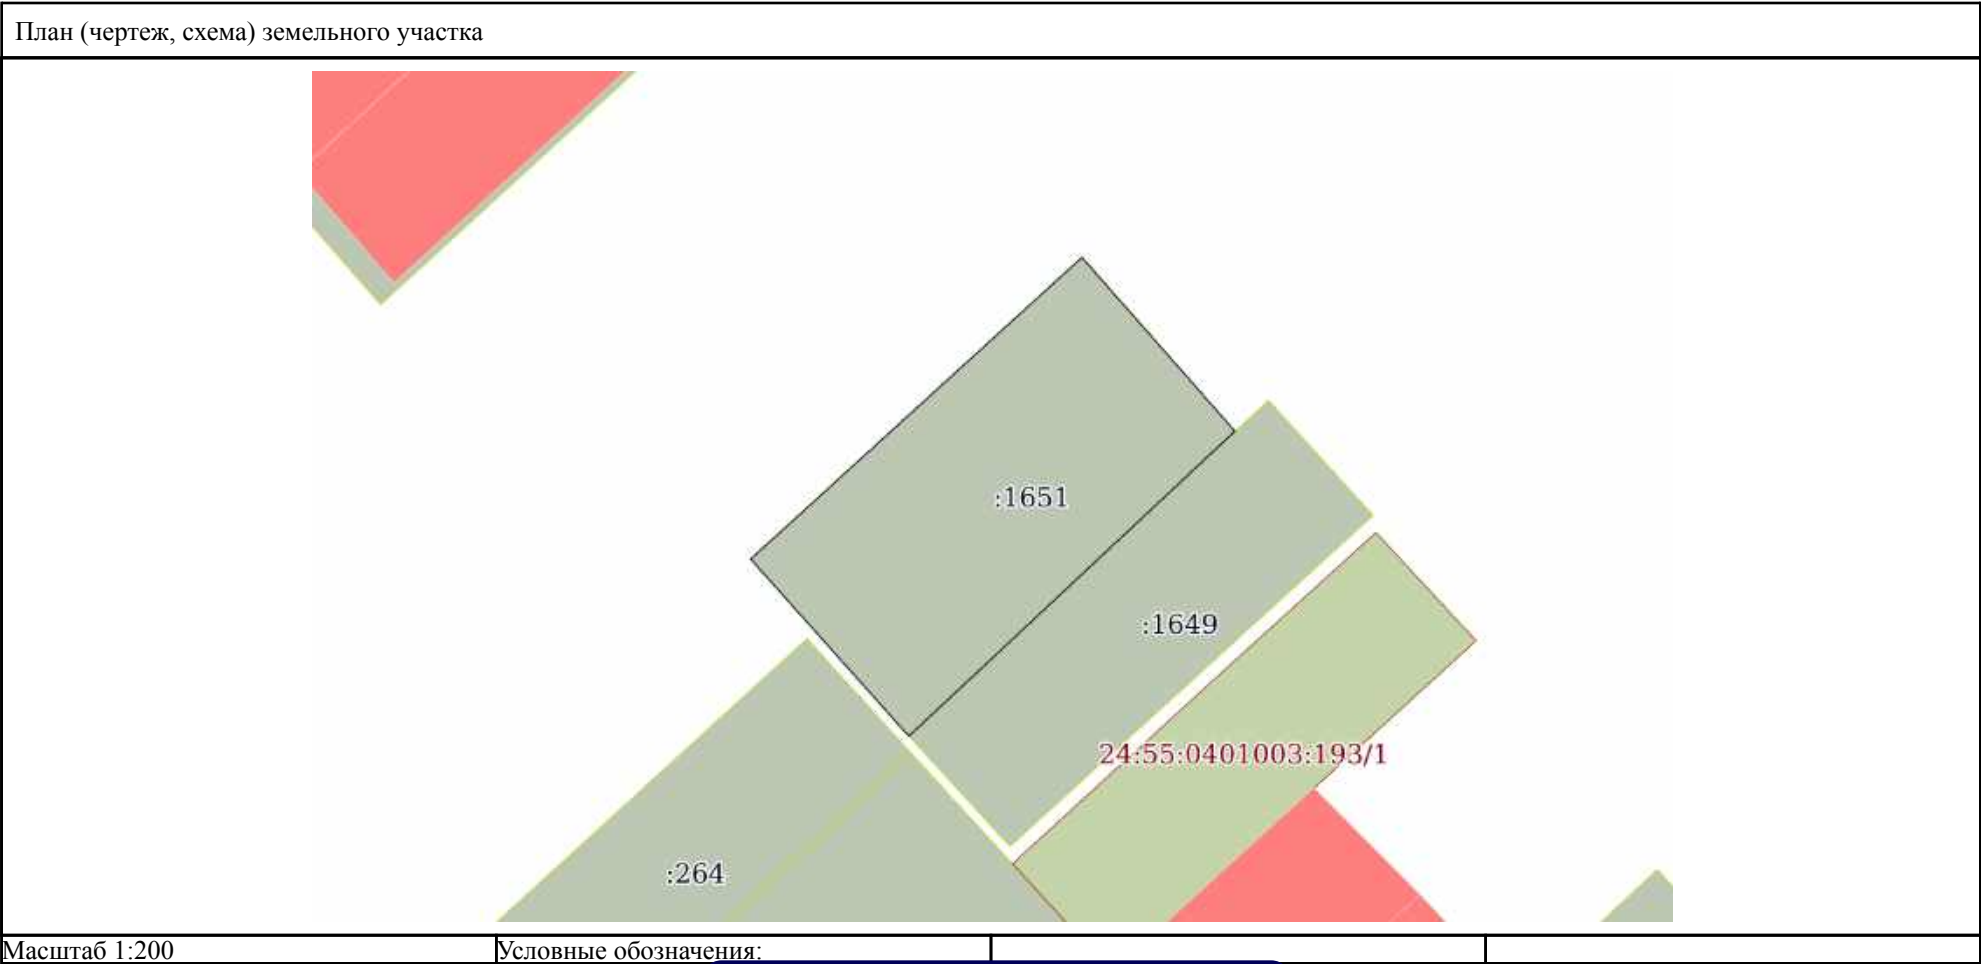 План (чертеж, схема) земельного участка
:1651
:1649
24:55:0401003:193/1
:264
Масштаб 1:200
Условные обозначения: